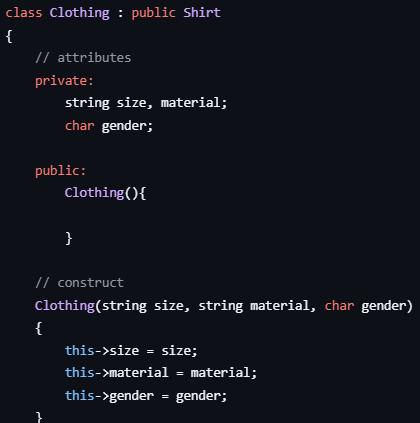 class Clothing : public Shirt
{
    // attributes
    private:
        string size, material;
        char gender;

    public:
        Clothing(){

        }

    // construct
    Clothing(string size, string material, char gender)
    {
        this->size = size;
        this->material = material;
        this->gender = gender;
    }